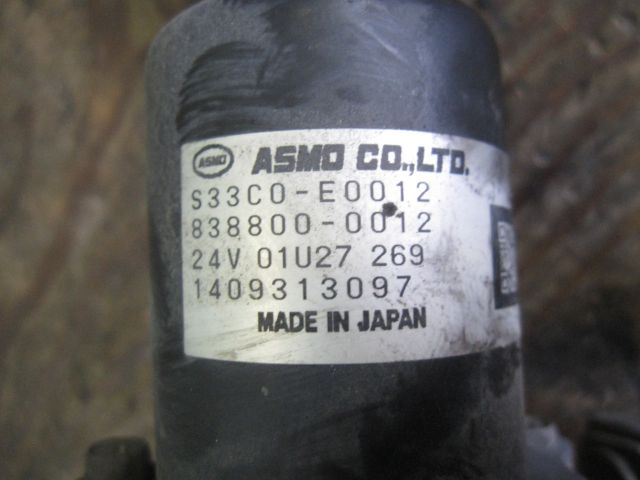 ASMO ASMO CO.,LTD.
S33C0-E0012
838800-0012
24V 01U27 269
1409313097
MADE IN JAPAN